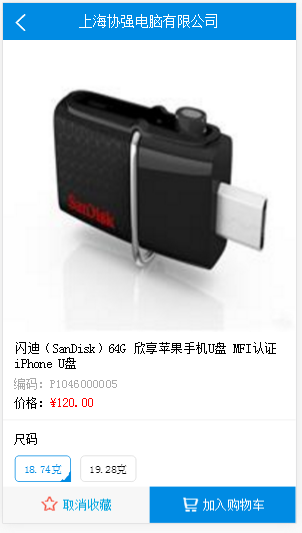 上海协强电脑有限公司
SanDisk
闪迪（SanDisk）64G 欣享苹果手机U盘 MFI认证
iPhone U盘
编码：P1046000005
价格：¥120.00
尺码
18.74克 19.28克
取消收藏 加入购物车